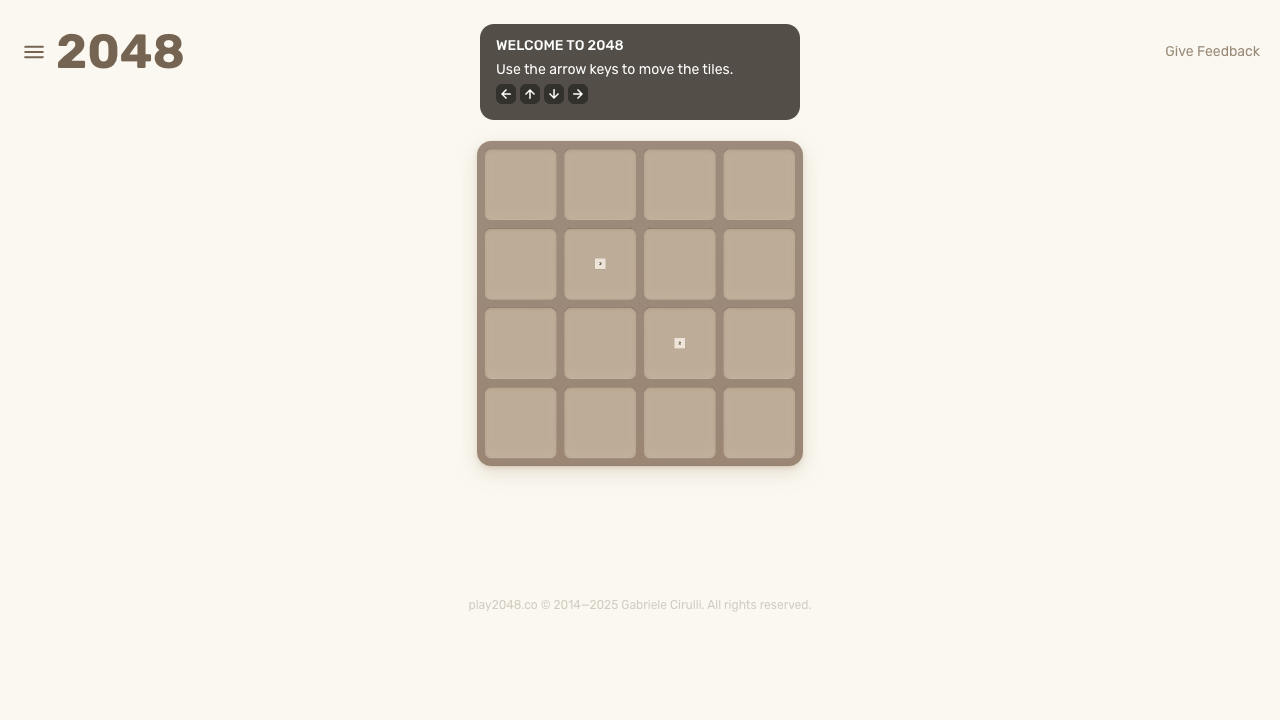 2048
WELCOME TO 2048
Use the arrow keys to move the tiles.
Give Feedback
play2048.co © 2014–2025 Gabriele Cirulli. All rights reserved.